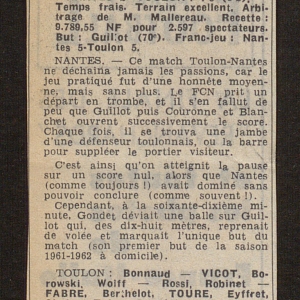 Temps frais. Terrain excellent. Arbi-
trage de M. Mallereau. Recette :
9.789,55 NF pour 2.597 spectateurs.
But : Guillot (70e). Franc-jeu : Nan-
tes 5-Toulon 5.
NANTES. — Ce match Toulon-Nantes
ne déchaîna jamais les passions, car le
jeu pratiqué fut d'une honnête moyen-
ne, mais sans plus. Le FCN prit un
départ en trombe, et il s'en fallut de
peu que Guillot puis Couronne et Blan-
chet ouvrent successivement le score.
Chaque fois, il se trouva une jambe
d'une défenseur toulonnais, ou la barre
pour suppléer le portier visiteur.
C'est ainsi qu'on atteignit la pause
sur un score nul, alors que Nantes
(comme toujours !) avait dominé sans
pouvoir conclure (comme souvent !).
Cependant, à la soixante-dixième mi-
nute, Gondet déviait une balle sur Guil-
lot qui, des dix-huit mètres, reprenait
de volée et marquait l'unique but du
match (son premier but de la saison
1961-1962 à domicile).
TOULON : Bonnaud — VICOT, Bo-
rowski, Wolff — Rossi, Robinet —
FABRE, Berthelot, TOURE, Eyffret,